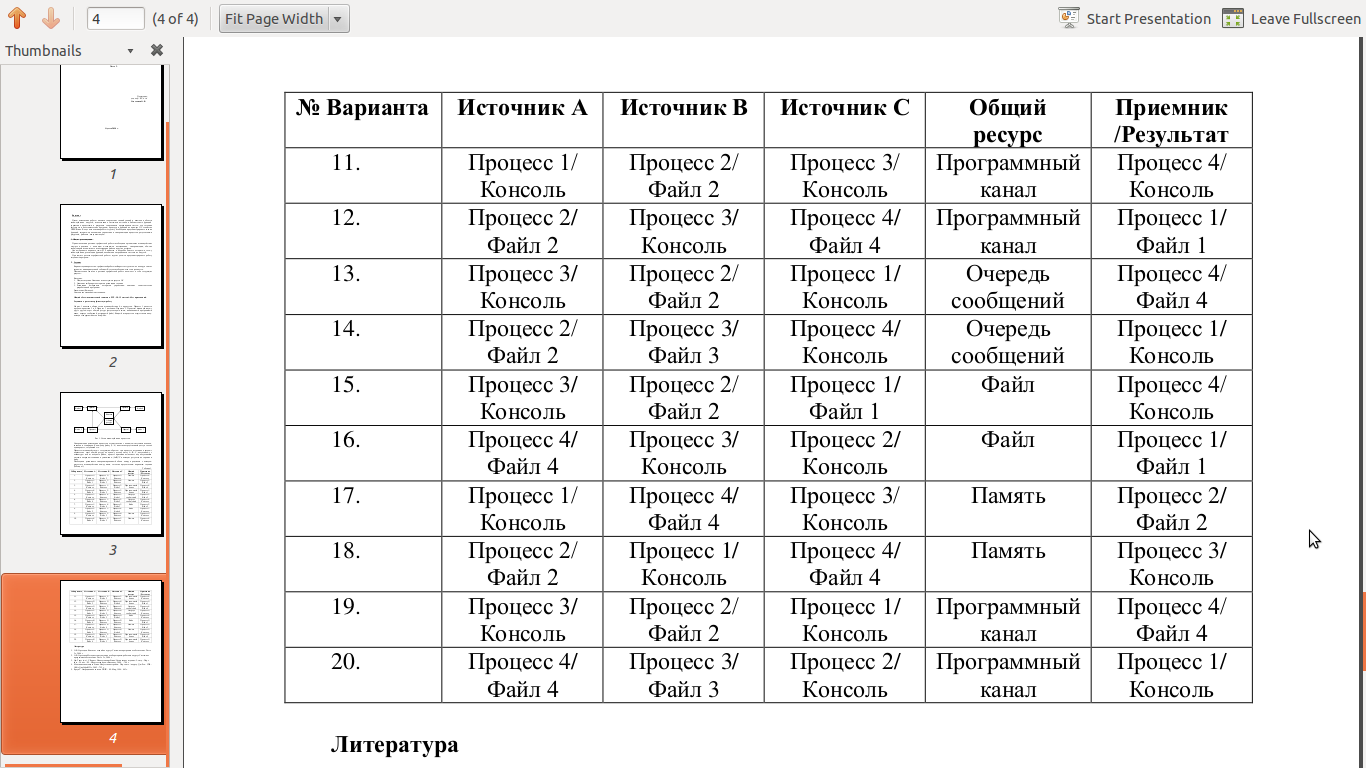 4 (4 of 4) Fit Page Width Start Presentation Leave Fullscreen
Thumbnails
1
2
3
4
№ Варианта Источник А Источник В Источник С Общий ресурс Приемник /Результат
11. Процесс 1/ Консоль Процесс 2/ Файл 2 Процесс 3/ Консоль Программный канал Процесс 4/ Консоль
12. Процесс 2/ Файл 2 Процесс 3/ Консоль Процесс 4/ Файл 4 Программный канал Процесс 1/ Файл 1
13. Процесс 3/ Консоль Процесс 2/ Файл 2 Процесс 1/ Консоль Очередь сообщений Процесс 4/ Файл 4
14. Процесс 2/ Файл 2 Процесс 3/ Файл 3 Процесс 4/ Консоль Очередь сообщений Процесс 1/ Консоль
15. Процесс 3/ Консоль Процесс 2/ Файл 2 Процесс 1/ Файл 1 Файл Процесс 4/ Консоль
16. Процесс 4/ Файл 4 Процесс 3/ Консоль Процесс 2/ Консоль Файл Процесс 1/ Файл 1
17. Процесс 1/ Консоль Процесс 4/ Файл 4 Процесс 3/ Консоль Память Процесс 2/ Файл 2
18. Процесс 2/ Файл 2 Процесс 1/ Консоль Процесс 4/ Файл 4 Память Процесс 3/ Консоль
19. Процесс 3/ Консоль Процесс 2/ Файл 2 Процесс 1/ Консоль Программный канал Процесс 4/ Файл 4
20. Процесс 4/ Файл 4 Процесс 3/ Файл 3 Процесс 2/ Консоль Программный канал Процесс 1/ Консоль
Литература